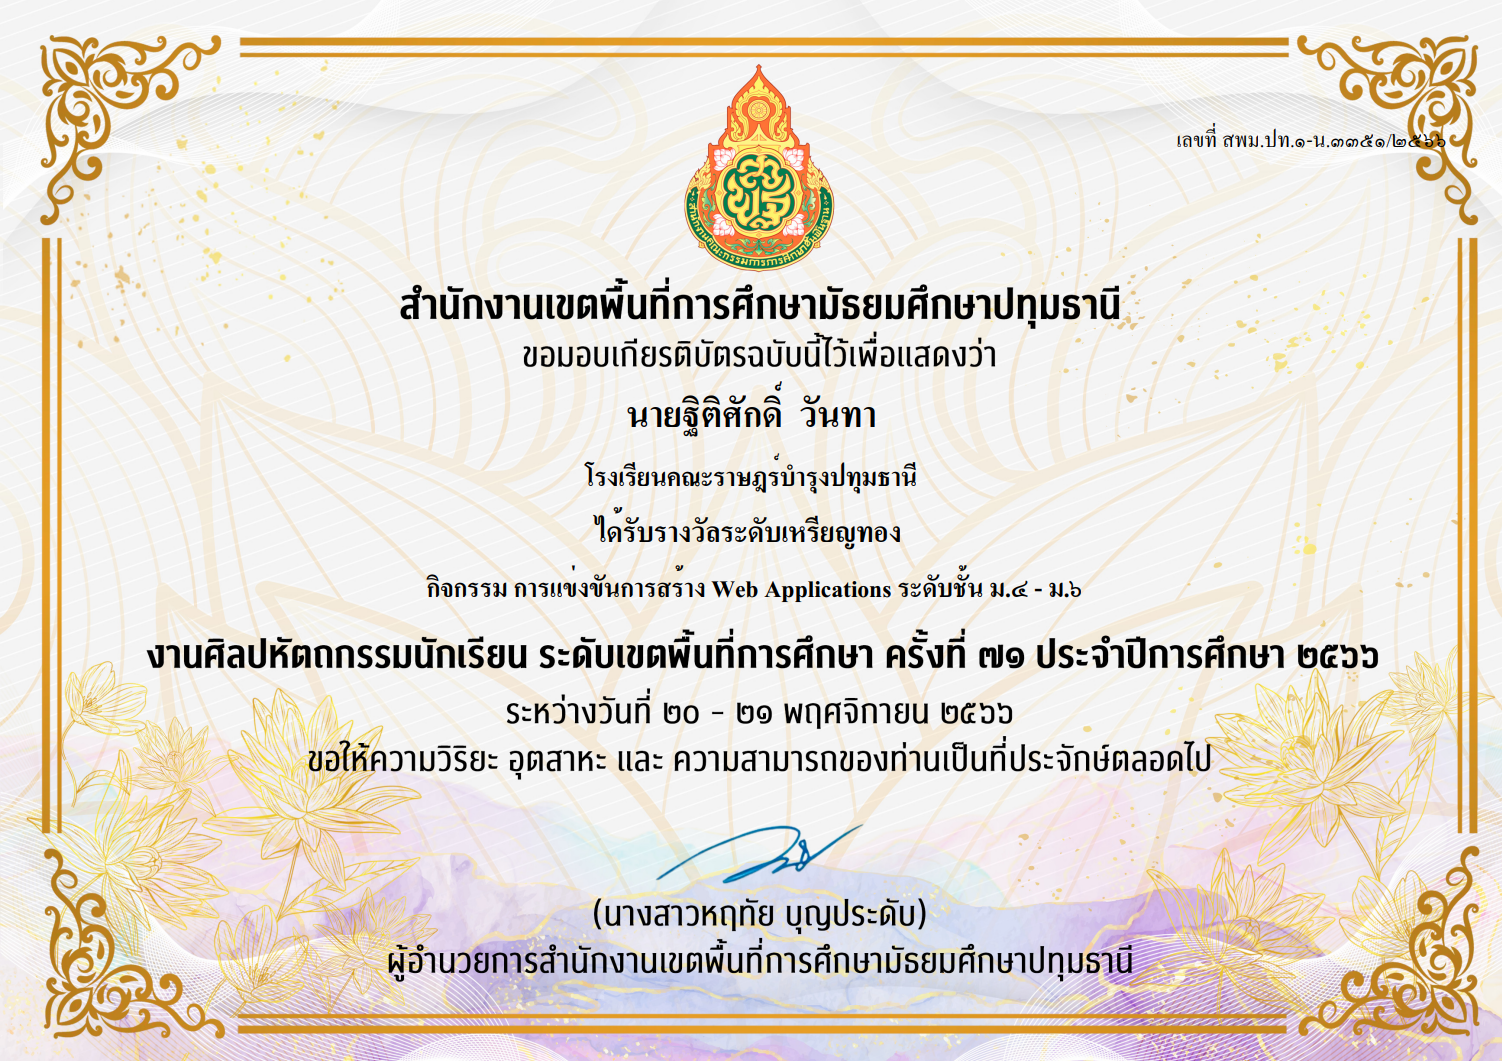 เลขที่ สพม.ปท.๑-น.๓๓๕๑/๒๕๖๖
สพฐ
สำนักงานคณะกรรมการการศึกษาขั้นพื้นฐาน
สำนักงานเขตพื้นที่การศึกษามัธยมศึกษาปทุมธานี
ขอมอบเกียรติบัตรฉบับนี้ไว้เพื่อแสดงว่า
นายฐิติศักดิ์ วันทา
โรงเรียนคณะราษฎร์บำรุงปทุมธานี
ได้รับรางวัลระดับเหรียญทอง
กิจกรรม การแข่งขันการสร้าง Web Applications ระดับชั้น ม.๔ - ม.๖
งานศิลปหัตถกรรมนักเรียน ระดับเขตพื้นที่การศึกษา ครั้งที่ ๗๑ ประจำปีการศึกษา ๒๕๖๖
ระหว่างวันที่ ๒๐ - ๒๑ พฤศจิกายน ๒๕๖๖
ขอให้ความวิริยะ อุตสาหะ และ ความสามารถของท่านเป็นที่ประจักษ์ตลอดไป
(นางสาวหฤทัย บุญประดับ)
ผู้อำนวยการสำนักงานเขตพื้นที่การศึกษามัธยมศึกษาปทุมธานี